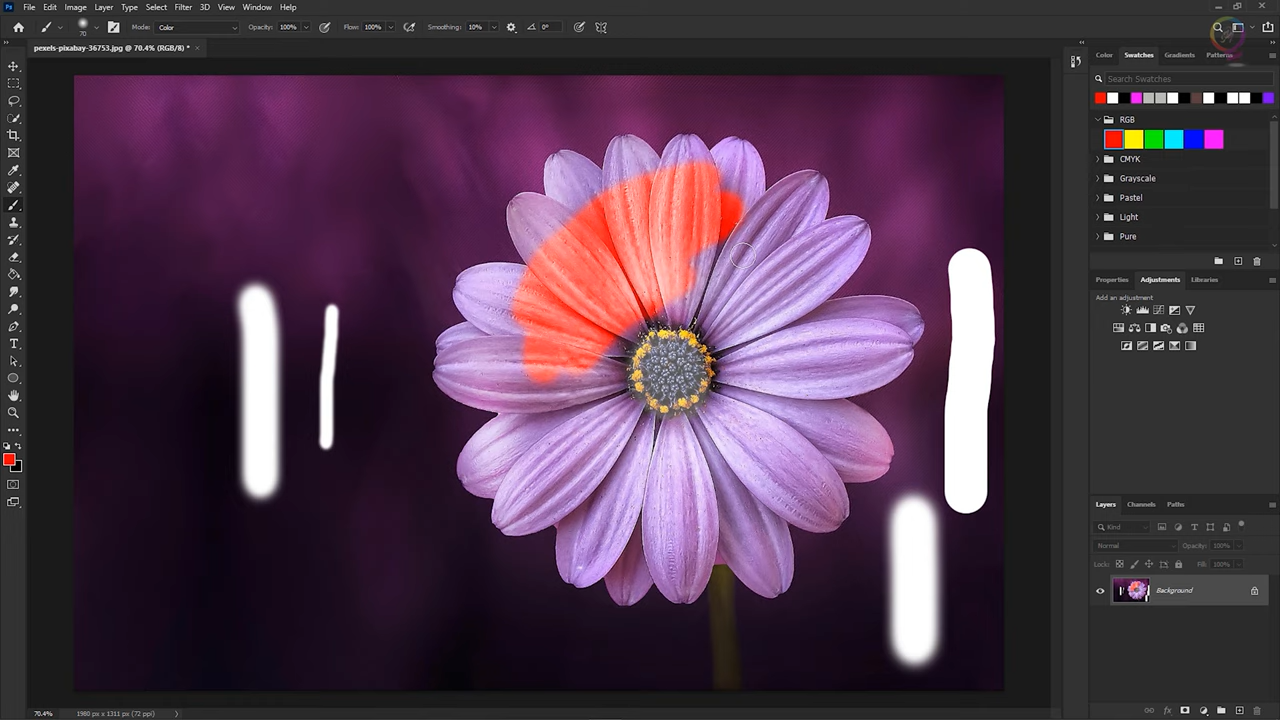 Ps File Edit Image Layer Type Select Filter 3D View Window Help
70 Mode: Color Opacity: 100% Flow: 100% Smoothing: 10% 0°
pexels-pixabay-36753.jpg @ 70.4% (RGB/8) *
Color Swatches Gradients Patterns
Search Swatches
RGB
CMYK
Grayscale
Pastel
Light
Pure
Properties Adjustments Libraries
Add an adjustment
Layers Channels Paths
Kind
Normal Opacity: 100%
Lock: Fill: 100%
Background
70.4% 1980 px x 1311 px (72 ppi)